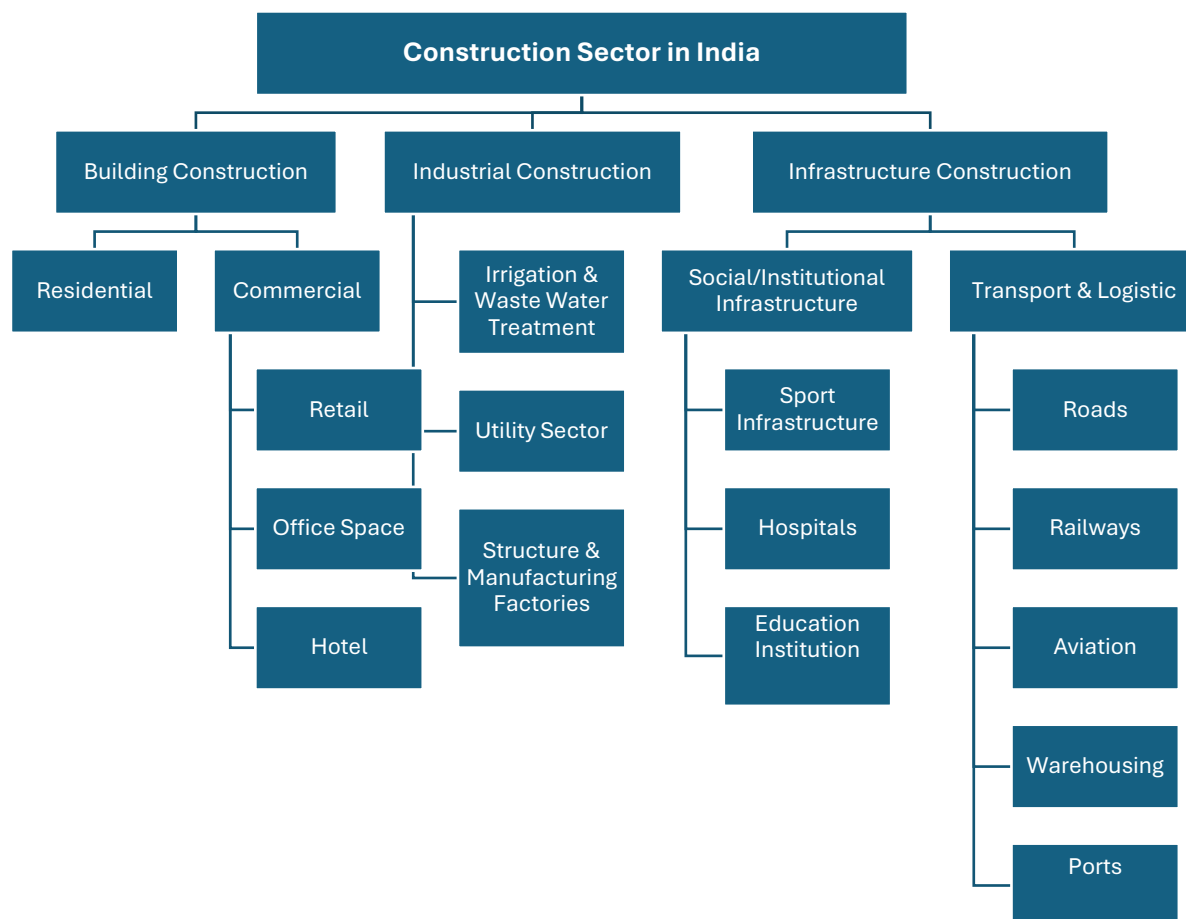 Construction Sector in India
Building Construction
Industrial Construction
Infrastructure Construction
Residential
Commercial
Retail
Office Space
Hotel
Irrigation &
Waste Water
Treatment
Utility Sector
Structure &
Manufacturing
Factories
Social/Institutional
Infrastructure
Sport
Infrastructure
Hospitals
Education
Institution
Transport & Logistic
Roads
Railways
Aviation
Warehousing
Ports